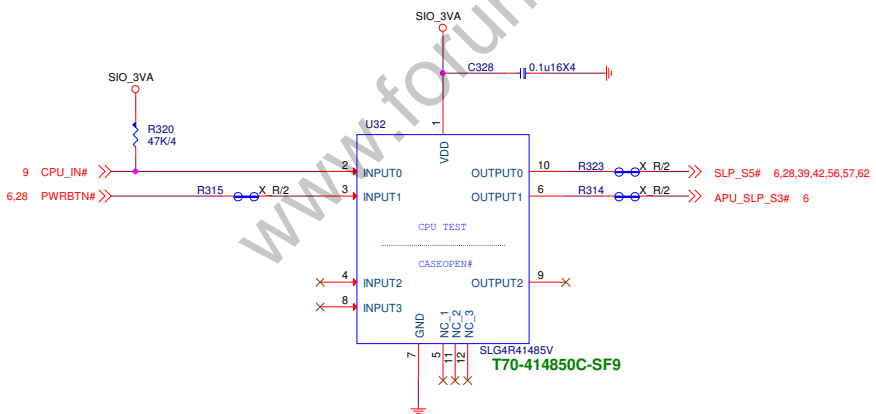 SIO_3VA
C328 0.1u16X4
SIO_3VA
R320
47K/4
U32
1
VDD
9 CPU_IN# 2 INPUT0 OUTPUT0 10 R323 X_R/2 SLP_S5# 6,28,39,42,56,57,62
6,28 PWRBTN# R315 X_R/2 3 INPUT1 OUTPUT1 6 R314 X_R/2 APU_SLP_S3# 6
CPU TEST
CASEOPEN#
4 INPUT2 OUTPUT2 9
8 INPUT3
GND NC_1 NC_2 NC_3
7 5 11 12
SLG4R41485V
T70-414850C-SF9
www.forum